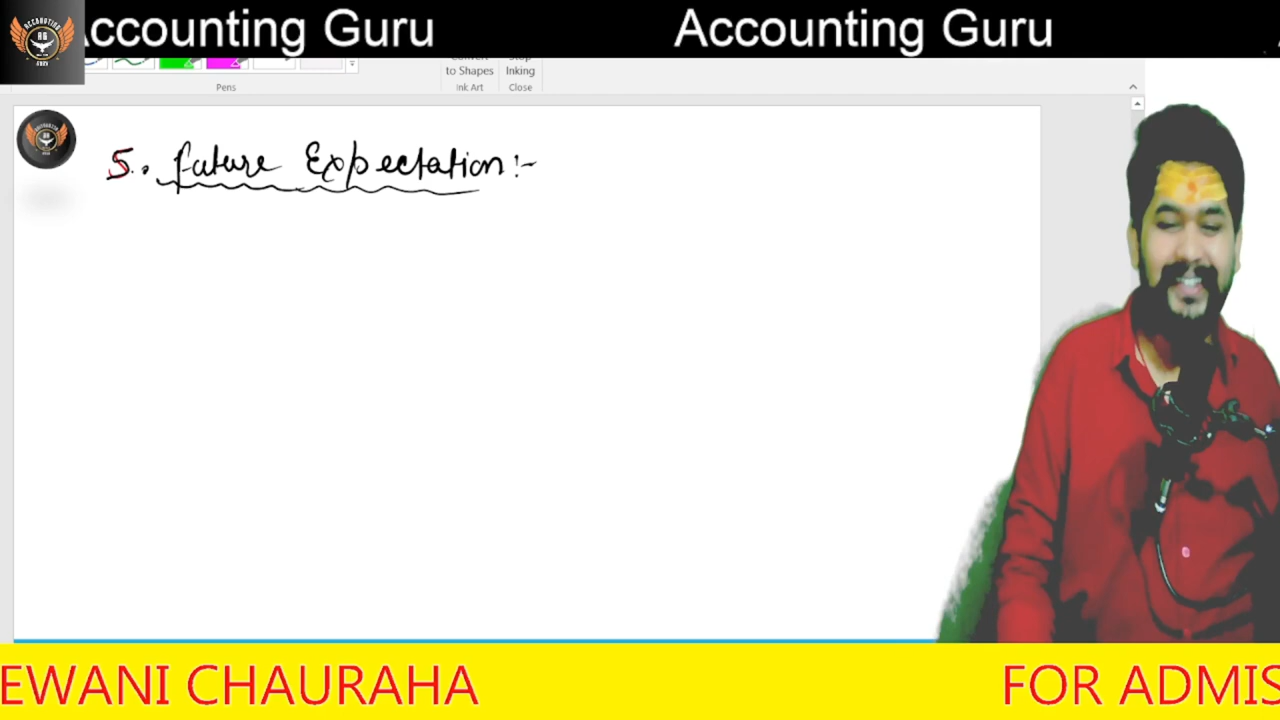 Accounting Guru Accounting Guru
to Shapes Inking
Pens Ink Art Close
5. Future Expectation :-
EWANI CHAURAHA FOR ADMIS